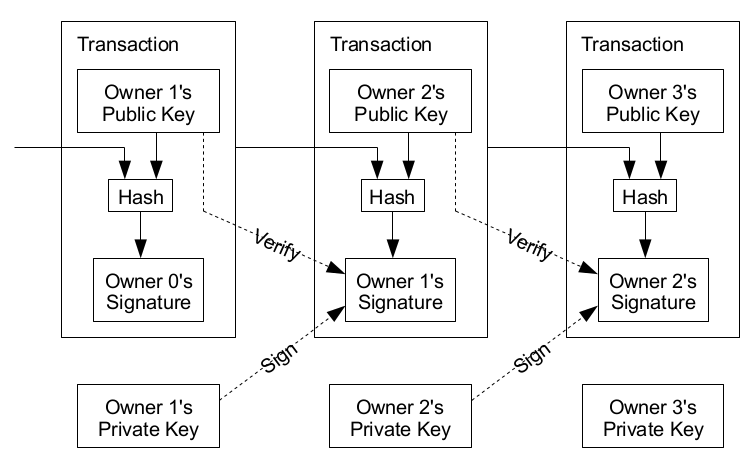 Transaction
Owner 1's
Public Key
Hash
Owner 0's
Signature
Transaction
Owner 2's
Public Key
Hash
Verify
Owner 1's
Signature
Sign
Transaction
Owner 3's
Public Key
Hash
Verify
Owner 2's
Signature
Sign
Owner 1's
Private Key
Owner 2's
Private Key
Owner 3's
Private Key